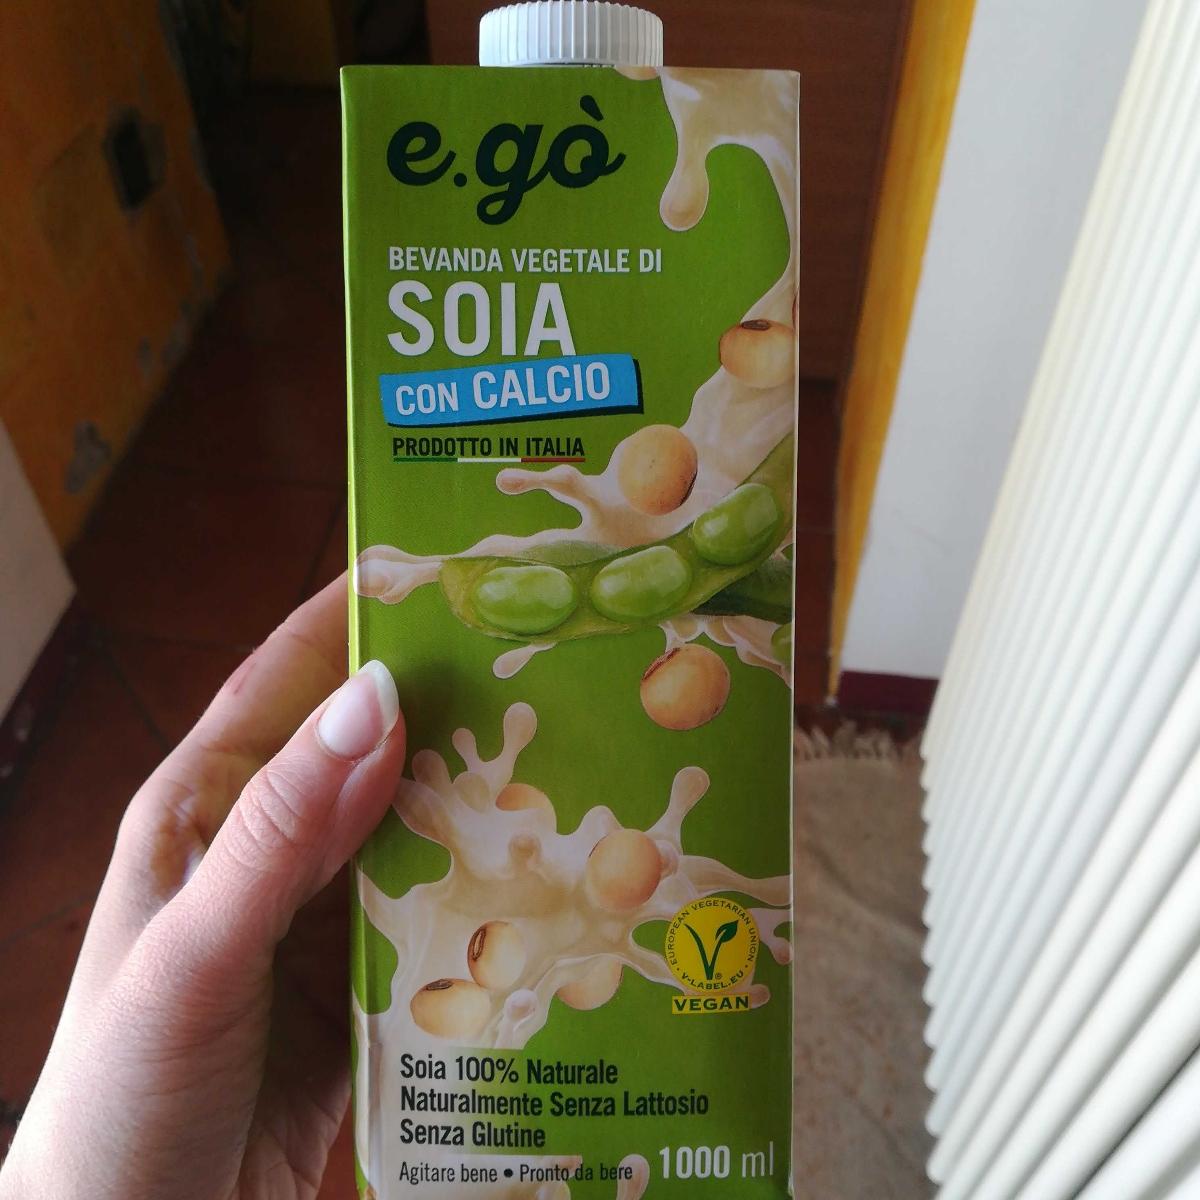 e.gò
BEVANDA VEGETALE DI
SOIA
CON CALCIO
PRODOTTO IN ITALIA
EUROPEAN VEGETARIAN UNION
V-LABEL.EU
®
VEGAN
Soia 100% Naturale
Naturalmente Senza Lattosio
Senza Glutine
Agitare bene • Pronto da bere
1000 ml